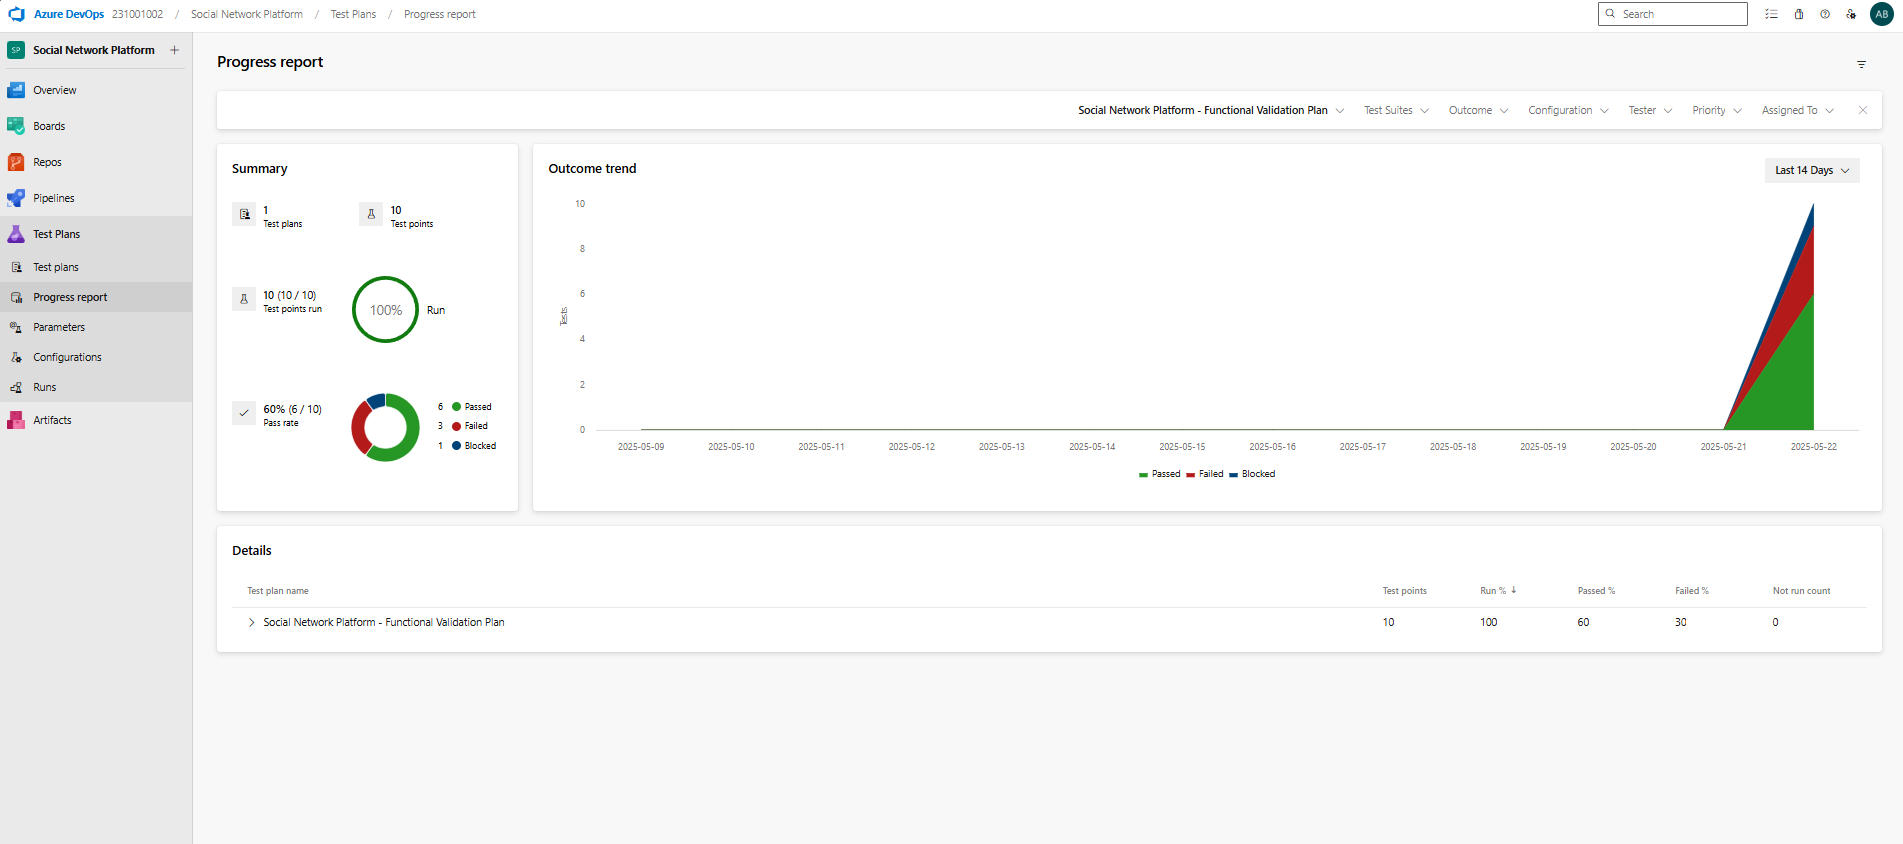 Azure DevOps 231001002 / Social Network Platform / Test Plans / Progress report
Search
AB
SP Social Network Platform +
Overview
Boards
Repos
Pipelines
Test Plans
Test plans
Progress report
Parameters
Configurations
Runs
Artifacts
Progress report
Social Network Platform - Functional Validation Plan Test Suites Outcome Configuration Tester Priority Assigned To
Summary
1
Test plans
10
Test points
10 (10 / 10)
Test points run
100%
Run
60% (6 / 10)
Pass rate
6 Passed
3 Failed
1 Blocked
Outcome trend
Last 14 Days
10
8
6
4
2
0
Tests
2025-05-09 2025-05-10 2025-05-11 2025-05-12 2025-05-13 2025-05-14 2025-05-15 2025-05-16 2025-05-17 2025-05-18 2025-05-19 2025-05-20 2025-05-21 2025-05-22
Passed Failed Blocked
Details
Test plan name Test points Run % ↓ Passed % Failed % Not run count
Social Network Platform - Functional Validation Plan 10 100 60 30 0